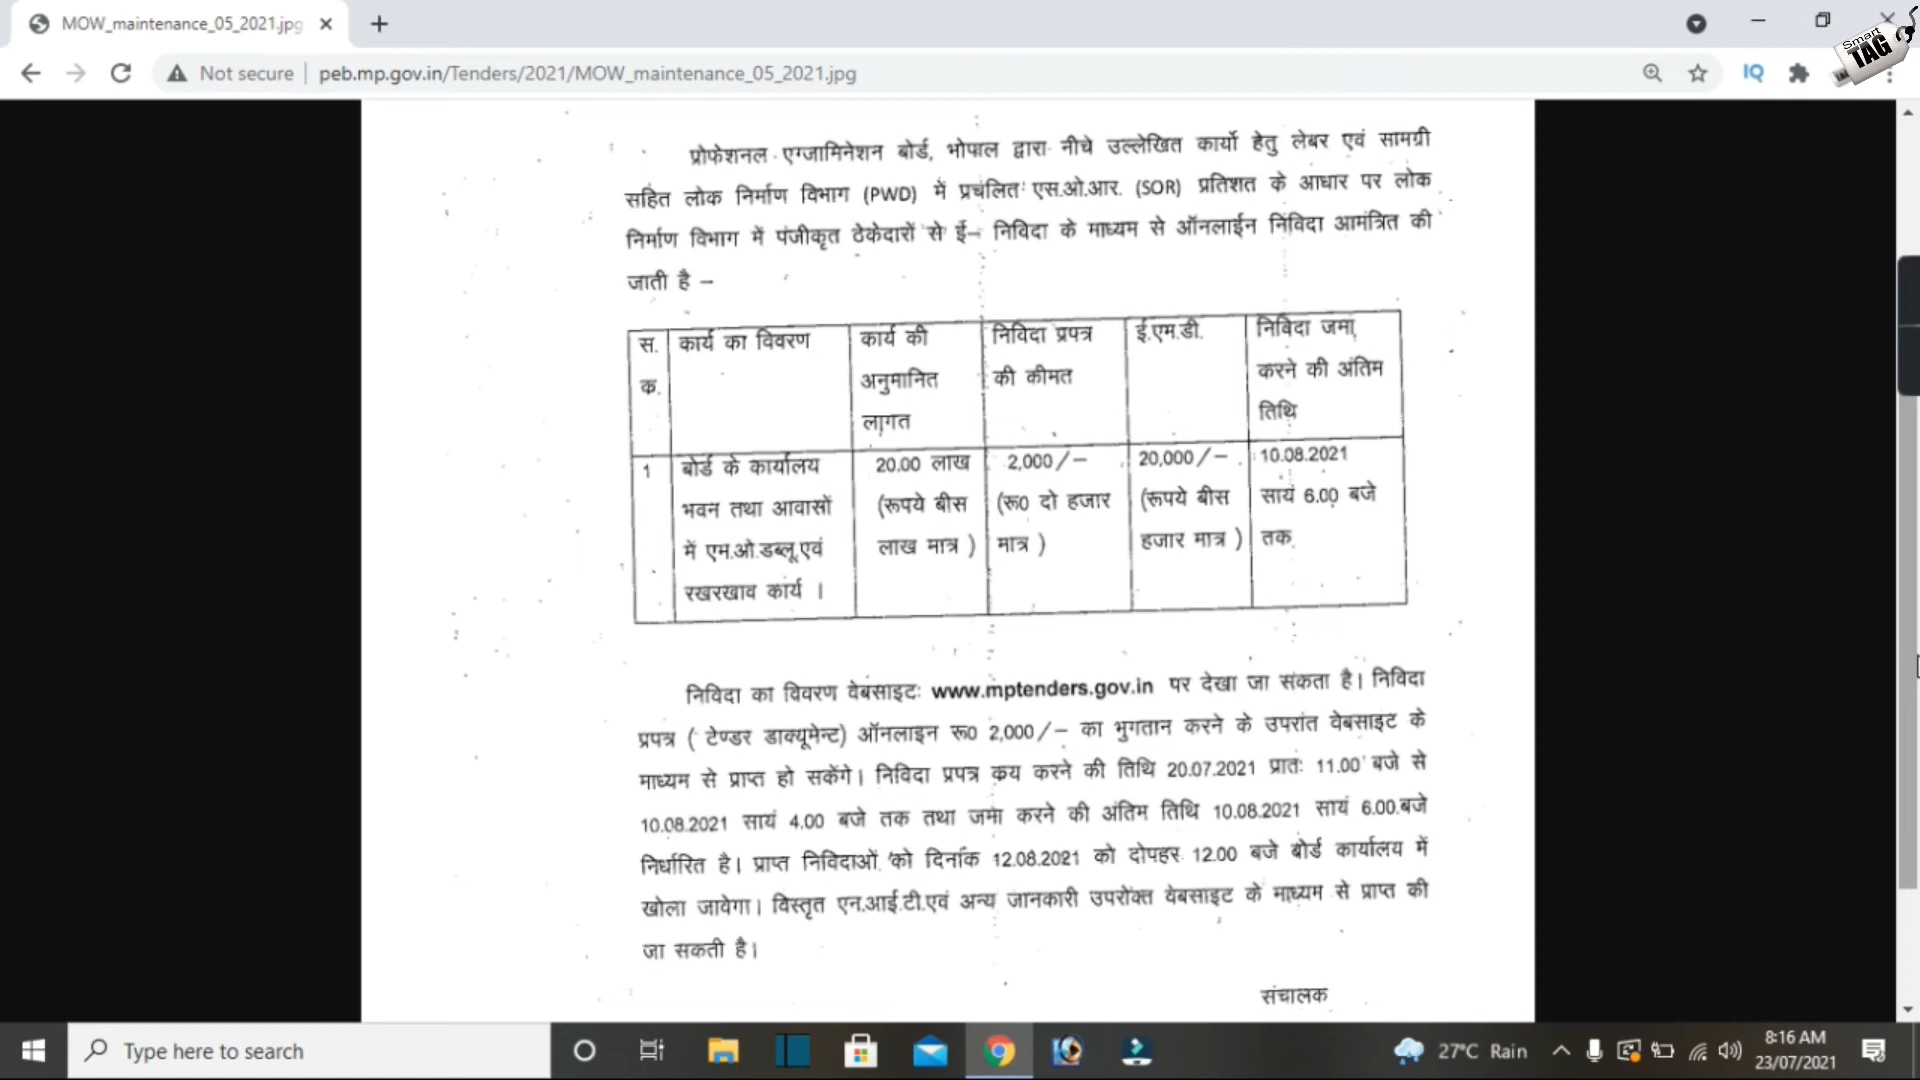 MOW_maintenance_05_2021.jpg
Smart
TAG
Not secure
peb.mp.gov.in/Tenders/2021/MOW_maintenance_05_2021.jpg
IQ
प्रोफेशनल एग्जामिनेशन बोर्ड, भोपाल द्वारा नीचे उल्लेखित कार्यो हेतु लेबर एवं सामग्री
सहित लोक निर्माण विभाग (PWD) में प्रचलित एस.ओ.आर. (SOR) प्रतिशत के आधार पर लोक
निर्माण विभाग में पंजीकृत ठेकेदारों से ई– निविदा के माध्यम से ऑनलाईन निविदा आमंत्रित की
जाती है –
स. क. | कार्य का विवरण | कार्य की अनुमानित लागत | निविदा प्रपत्र की कीमत | ई.एम.डी. | निविदा जमा करने की अंतिम तिथि
1 | बोर्ड के कार्यालय भवन तथा आवासों में एम.ओ.डब्लू.एवं रखरखाव कार्य । | 20.00 लाख (रूपये बीस लाख मात्र ) | 2,000/– (रू0 दो हजार मात्र ) | 20,000/– (रूपये बीस हजार मात्र ) | 10.08.2021 सायं 6.00 बजे तक
निविदा का विवरण वेबसाइटः www.mptenders.gov.in पर देखा जा सकता है। निविदा
प्रपत्र ( टेण्डर डाक्यूमेन्ट) ऑनलाइन रू0 2,000/– का भुगतान करने के उपरांत वेबसाइट के
माध्यम से प्राप्त हो सकेंगे। निविदा प्रपत्र क्रय करने की तिथि 20.07.2021 प्रातः 11.00 बजे से
10.08.2021 सायं 4.00 बजे तक तथा जमा करने की अंतिम तिथि 10.08.2021 सायं 6.00.बजे
निर्धारित है। प्राप्त निविदाओं को दिनॉक 12.08.2021 को दोपहर 12.00 बजे बोर्ड कार्यालय में
खोला जावेगा। विस्तृत एन.आई.टी.एवं अन्य जानकारी उपरोक्त वेबसाइट के माध्यम से प्राप्त की
जा सकती है।
संचालक
Type here to search
27°C Rain
8:16 AM
23/07/2021